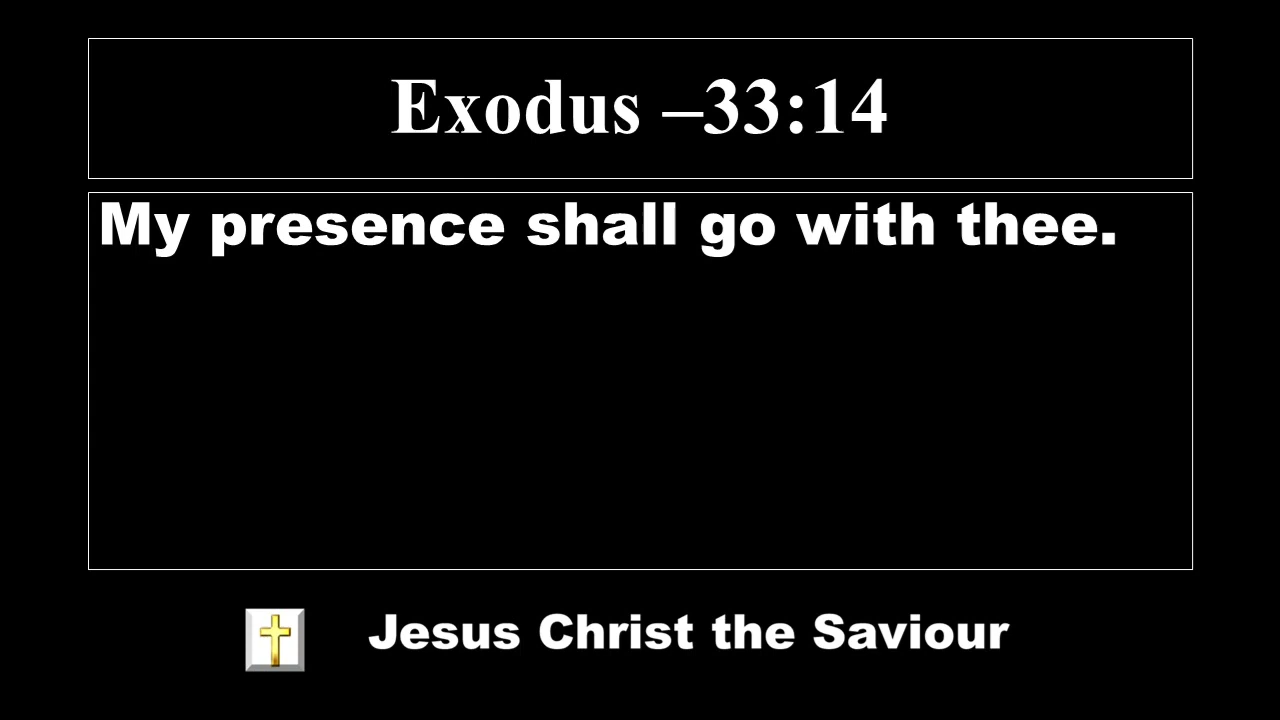 Exodus –33:14
My presence shall go with thee.
Jesus Christ the Saviour